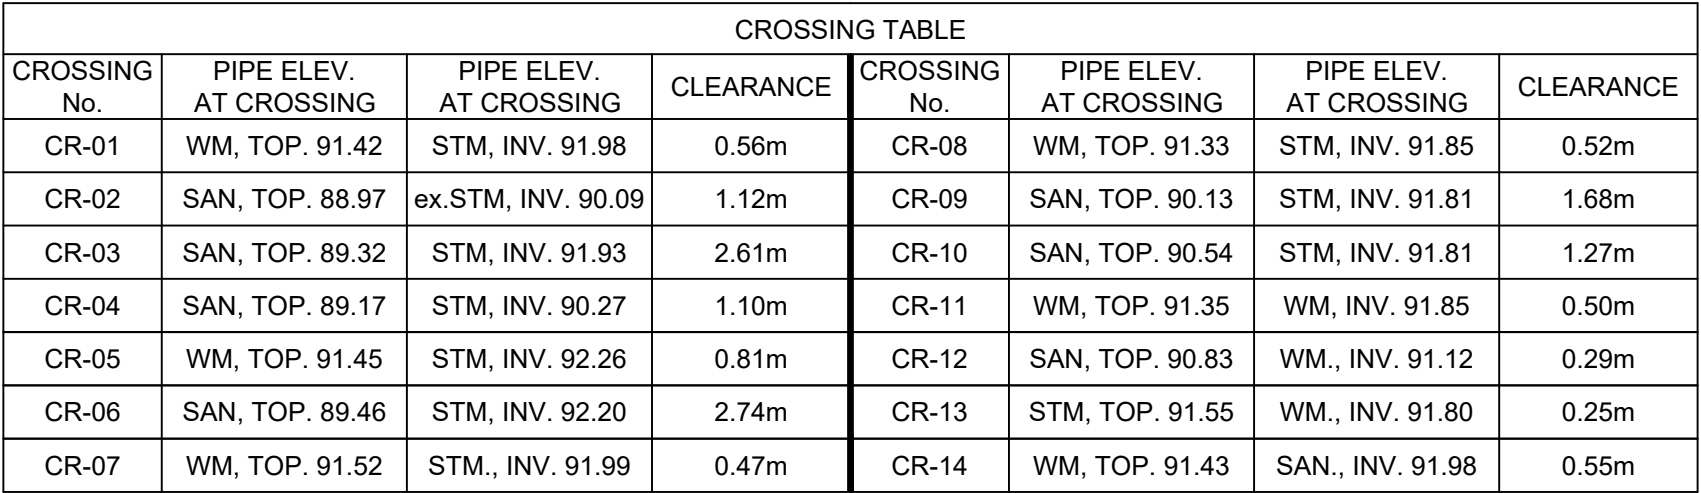 CROSSING TABLE
CROSSING No. PIPE ELEV. AT CROSSING PIPE ELEV. AT CROSSING CLEARANCE CROSSING No. PIPE ELEV. AT CROSSING PIPE ELEV. AT CROSSING CLEARANCE
CR-01 WM, TOP. 91.42 STM, INV. 91.98 0.56m CR-08 WM, TOP. 91.33 STM, INV. 91.85 0.52m
CR-02 SAN, TOP. 88.97 ex.STM, INV. 90.09 1.12m CR-09 SAN, TOP. 90.13 STM, INV. 91.81 1.68m
CR-03 SAN, TOP. 89.32 STM, INV. 91.93 2.61m CR-10 SAN, TOP. 90.54 STM, INV. 91.81 1.27m
CR-04 SAN, TOP. 89.17 STM, INV. 90.27 1.10m CR-11 WM, TOP. 91.35 WM, INV. 91.85 0.50m
CR-05 WM, TOP. 91.45 STM, INV. 92.26 0.81m CR-12 SAN, TOP. 90.83 WM., INV. 91.12 0.29m
CR-06 SAN, TOP. 89.46 STM, INV. 92.20 2.74m CR-13 STM, TOP. 91.55 WM., INV. 91.80 0.25m
CR-07 WM, TOP. 91.52 STM., INV. 91.99 0.47m CR-14 WM, TOP. 91.43 SAN., INV. 91.98 0.55m